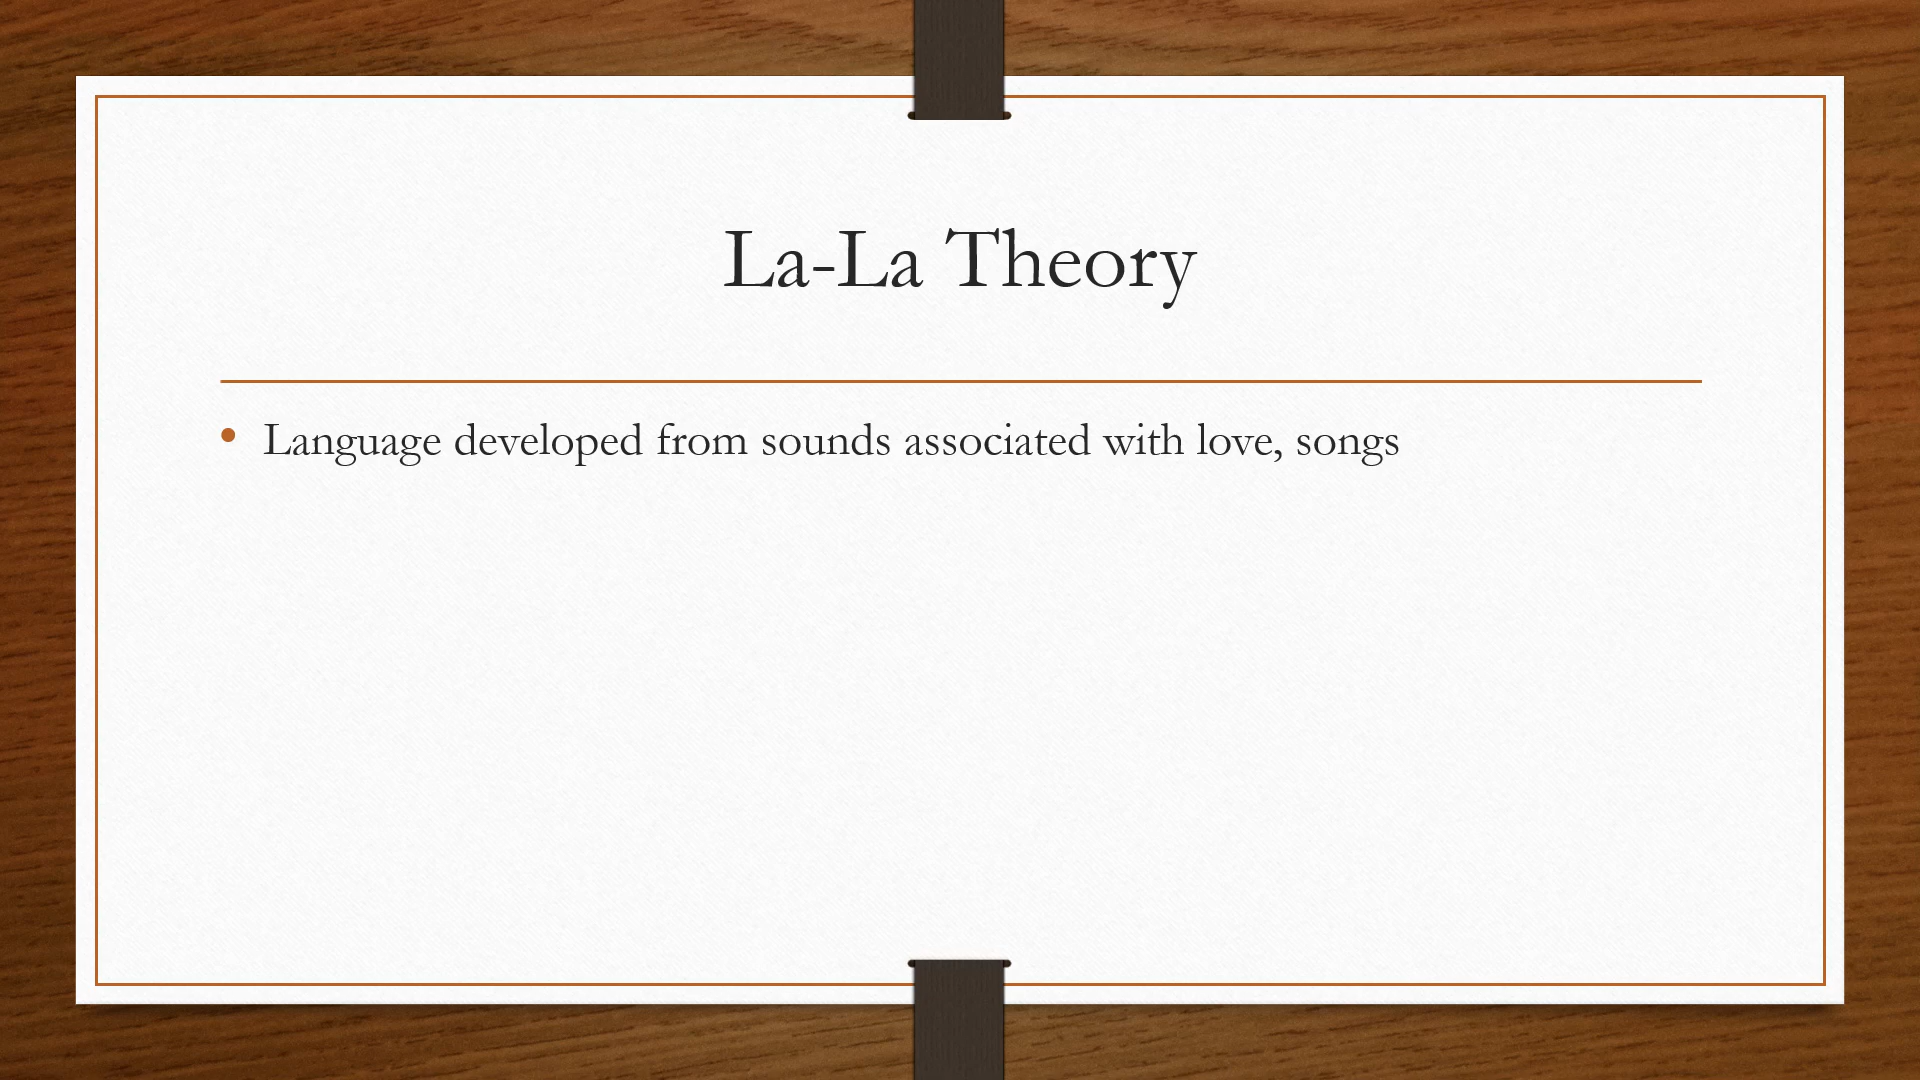 La-La Theory
• Language developed from sounds associated with love, songs